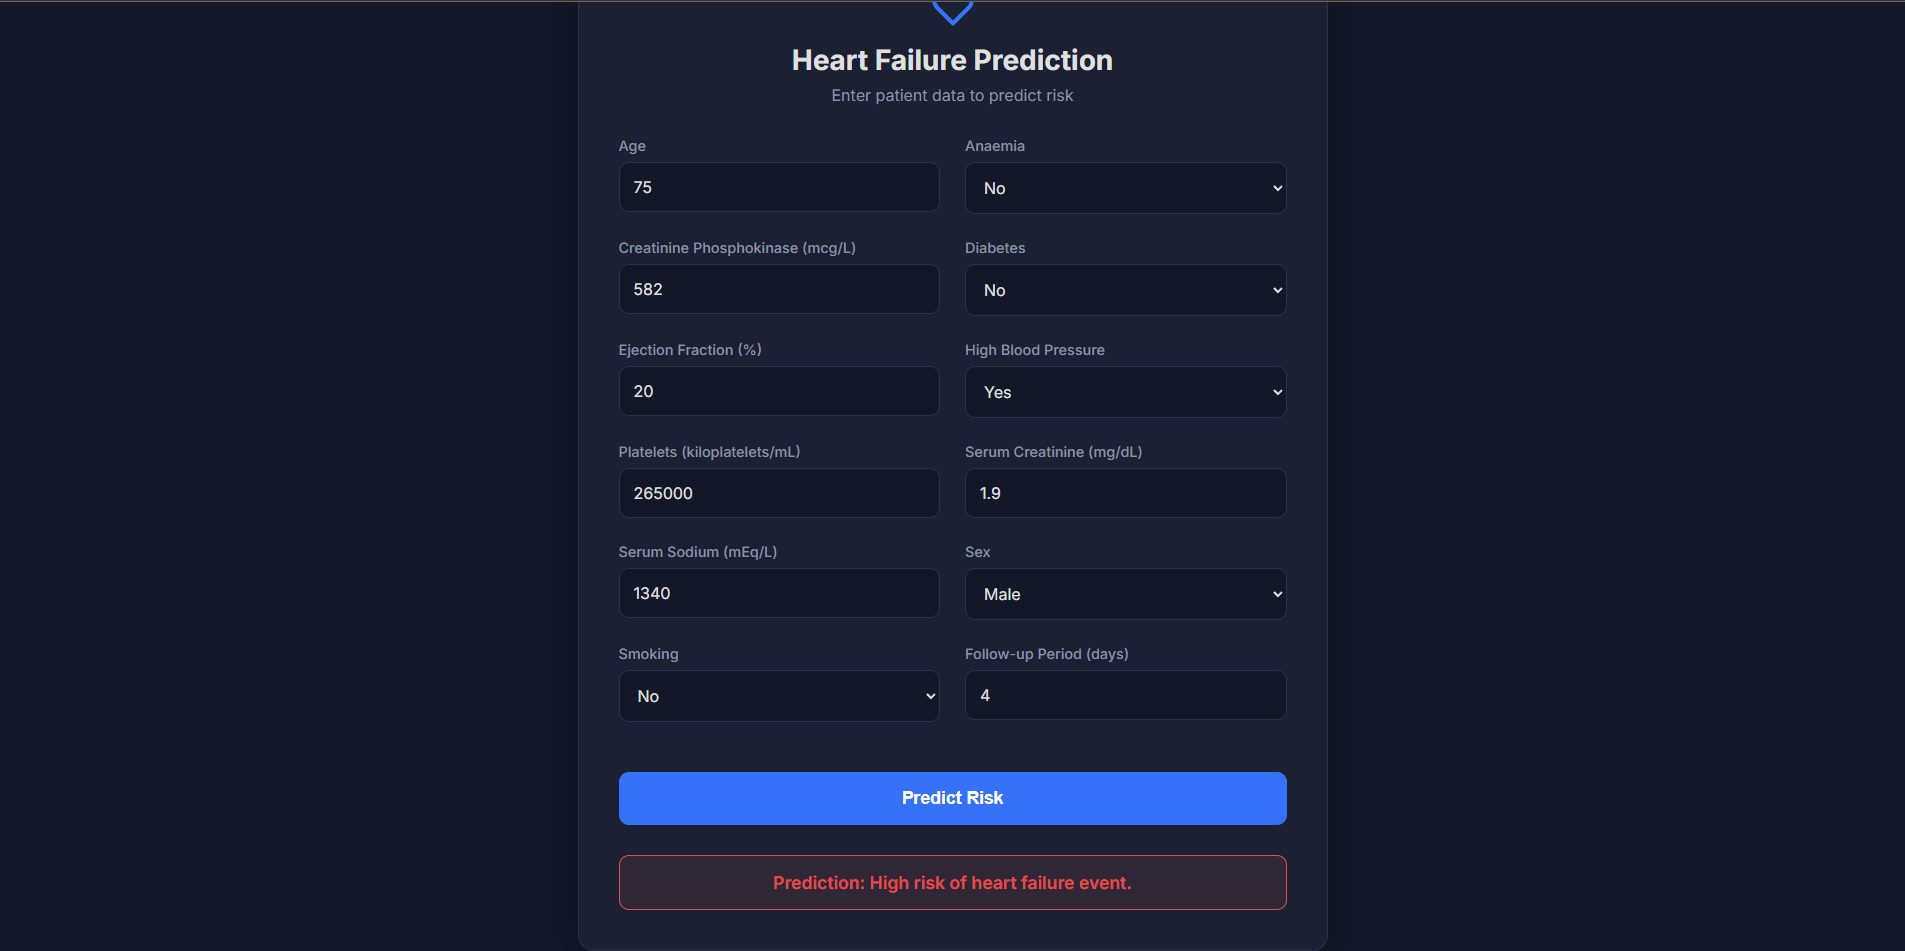 Heart Failure Prediction
Enter patient data to predict risk
Age
Anaemia
75
No
Creatinine Phosphokinase (mcg/L)
Diabetes
582
No
Ejection Fraction (%)
High Blood Pressure
20
Yes
Platelets (kiloplatelets/mL)
Serum Creatinine (mg/dL)
265000
1.9
Serum Sodium (mEq/L)
Sex
1340
Male
Smoking
Follow-up Period (days)
No
4
Predict Risk
Prediction: High risk of heart failure event.